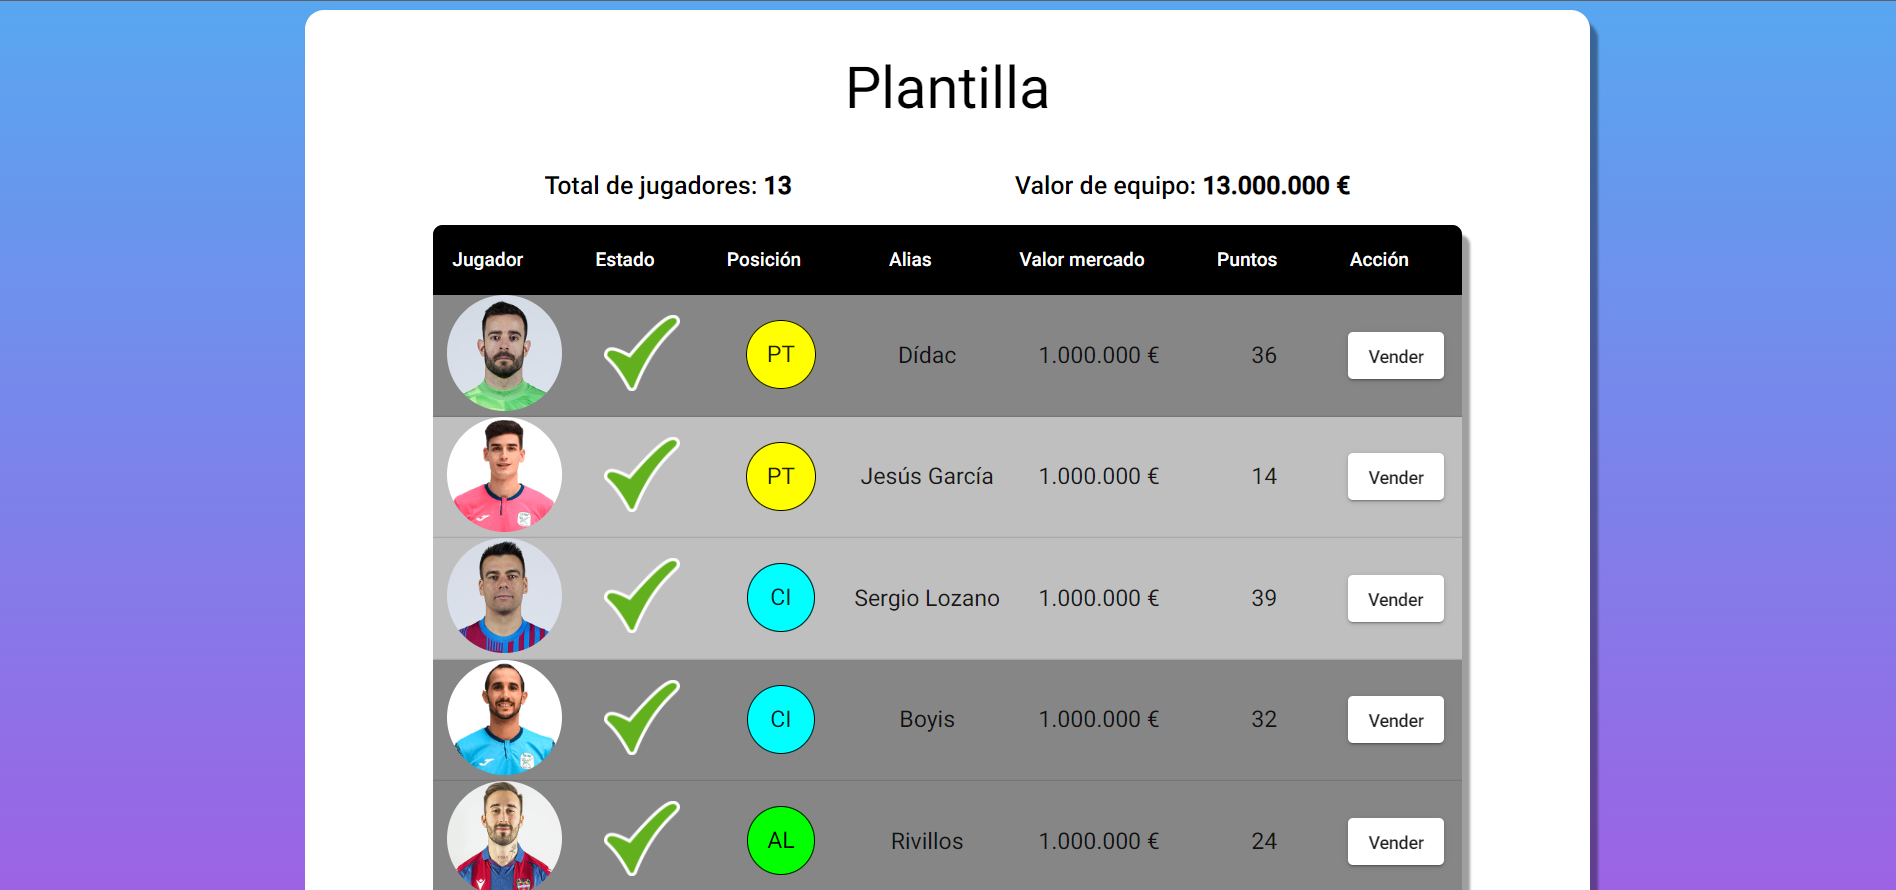 Plantilla
Total de jugadores: 13 Valor de equipo: 13.000.000 €
Jugador Estado Posición Alias Valor mercado Puntos Acción
PT Dídac 1.000.000 € 36 Vender
PT Jesús García 1.000.000 € 14 Vender
CI Sergio Lozano 1.000.000 € 39 Vender
CI Boyis 1.000.000 € 32 Vender
AL Rivillos 1.000.000 € 24 Vender